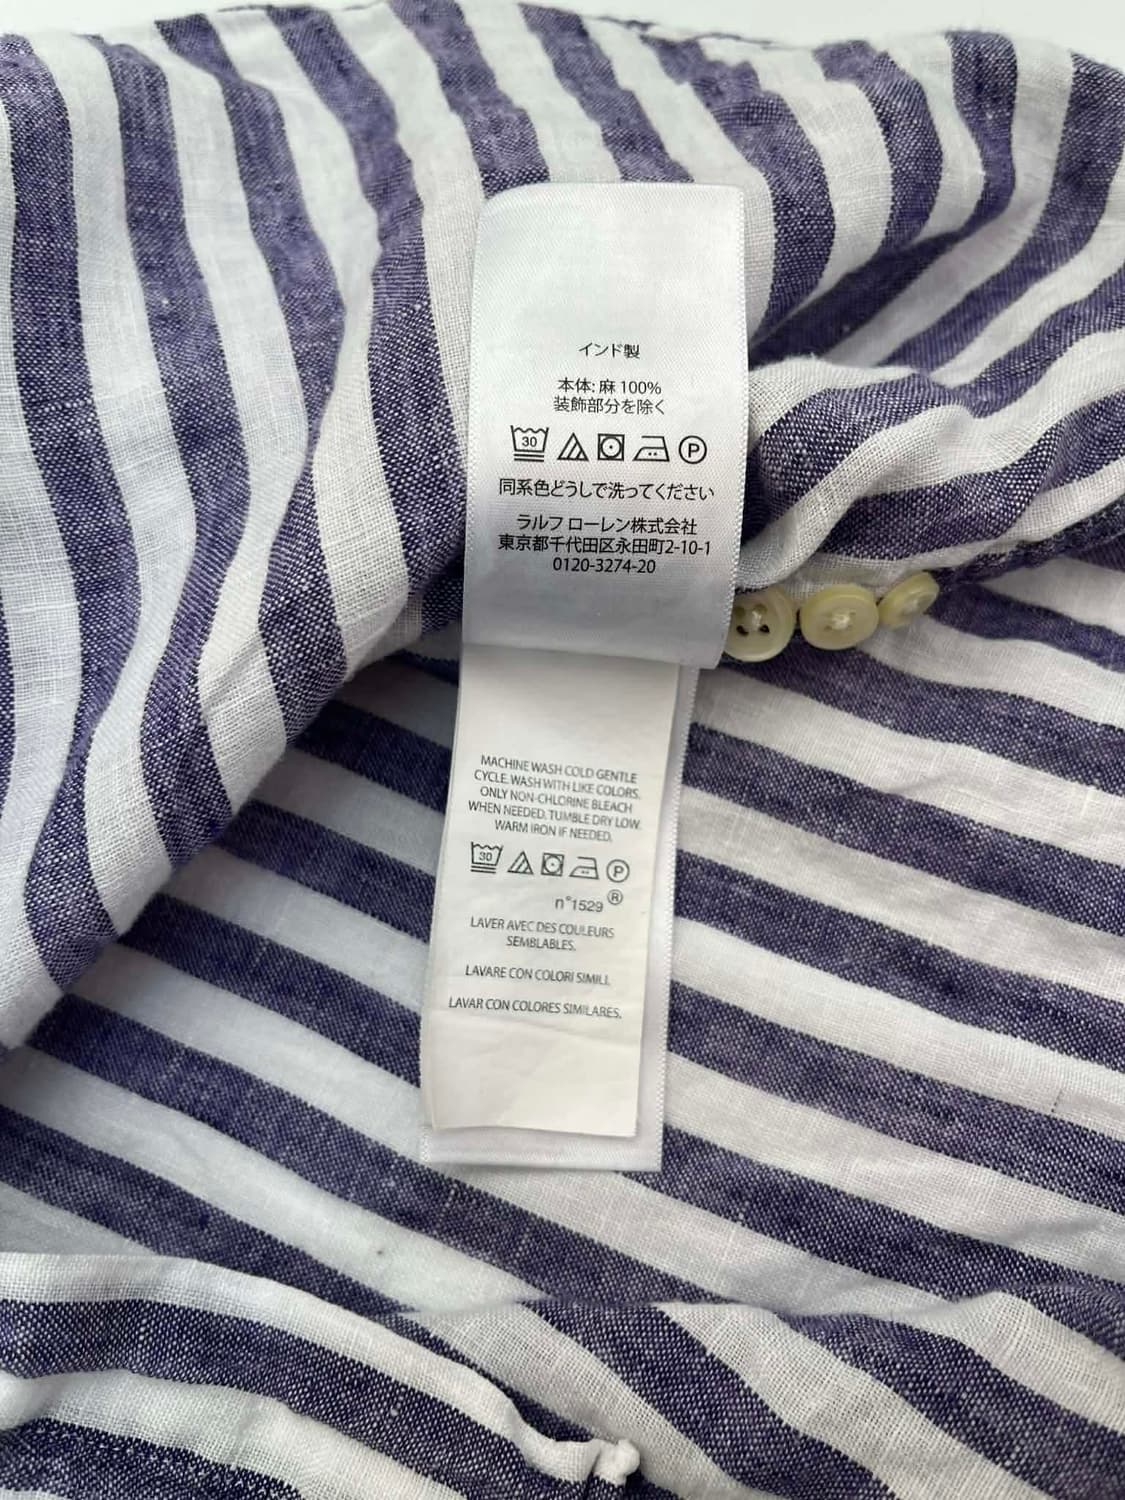 インド製
本体: 麻 100%
装飾部分を除く
30
P
同系色どうしで洗ってください
ラルフ ローレン株式会社
東京都千代田区永田町2-10-1
0120-3274-20
MACHINE WASH COLD GENTLE
CYCLE. WASH WITH LIKE COLORS.
ONLY NON-CHLORINE BLEACH
WHEN NEEDED. TUMBLE DRY LOW.
WARM IRON IF NEEDED.
30
P
n°1529 ®
LAVER AVEC DES COULEURS
SEMBLABLES.
LAVARE CON COLORI SIMILI.
LAVAR CON COLORES SIMILARES.